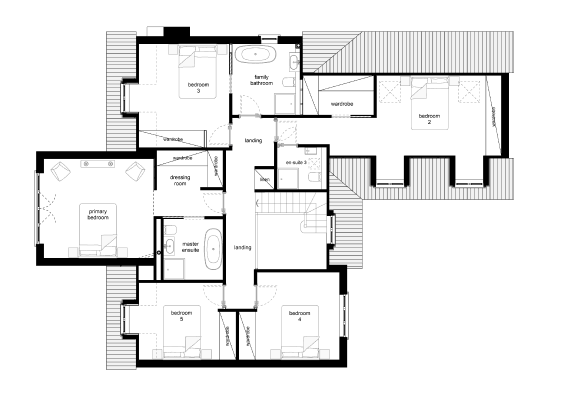 bedroom
3
family
bathroom
wardrobe
bedroom
2
wardrobe
wardrobe
landing
wardrobe
wardrobe
en-suite 3
dressing
room
linen
primary
bedroom
master
ensuite
landing
bedroom
5
bedroom
4
wardrobe
wardrobe